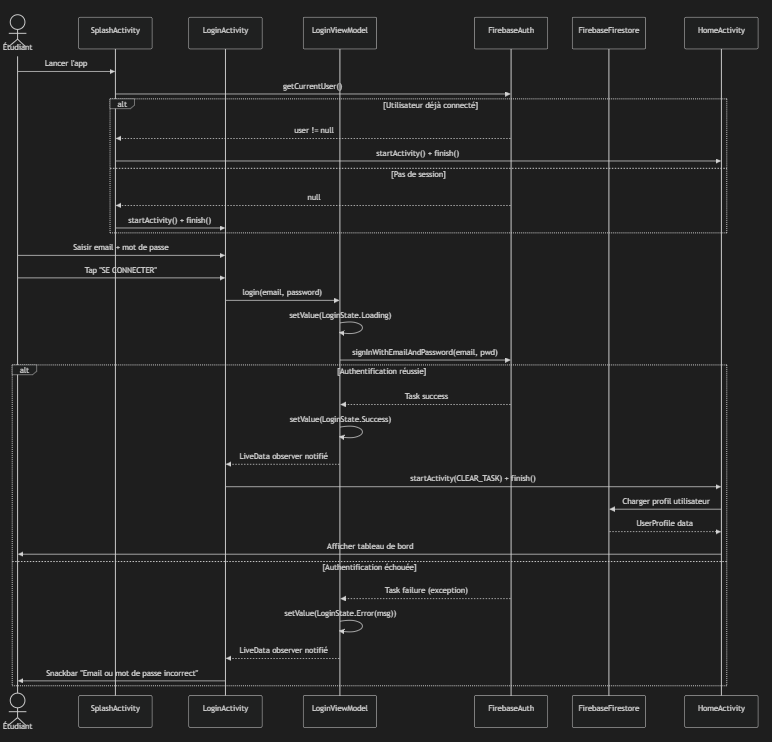 Étudiant
SplashActivity
LoginActivity
LoginViewModel
FirebaseAuth
FirebaseFirestore
HomeActivity
Lancer l'app
getCurrentUser()
alt
[Utilisateur déjà connecté]
user != null
startActivity() + finish()
[Pas de session]
null
startActivity() + finish()
Saisir email + mot de passe
Tap "SE CONNECTER"
login(email, password)
setValue(LoginState.Loading)
signInWithEmailAndPassword(email, pwd)
alt
[Authentification réussie]
Task success
setValue(LoginState.Success)
LiveData observer notifié
startActivity(CLEAR_TASK) + finish()
Charger profil utilisateur
UserProfile data
Afficher tableau de bord
[Authentification échouée]
Task failure (exception)
setValue(LoginState.Error(msg))
LiveData observer notifié
Snackbar "Email ou mot de passe incorrect"
Étudiant
SplashActivity
LoginActivity
LoginViewModel
FirebaseAuth
FirebaseFirestore
HomeActivity